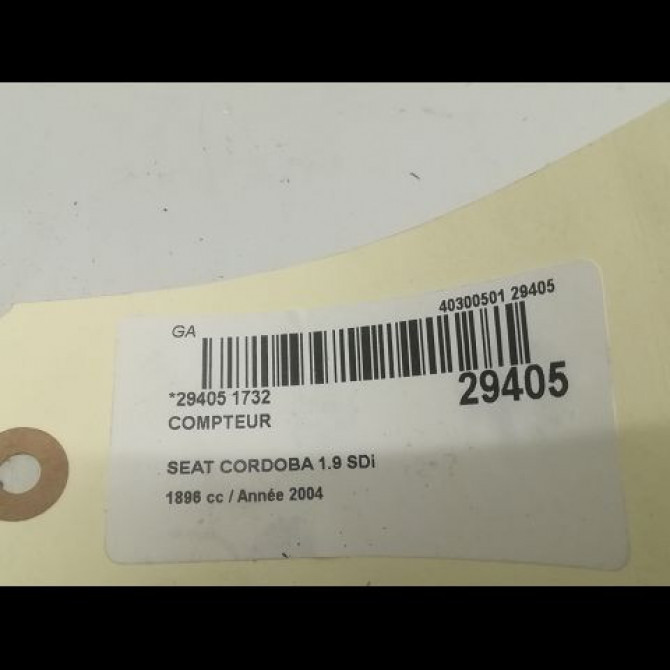 GA
40300501 29405
*29405 1732
29405
COMPTEUR
SEAT CORDOBA 1.9 SDi
1896 cc / Année 2004